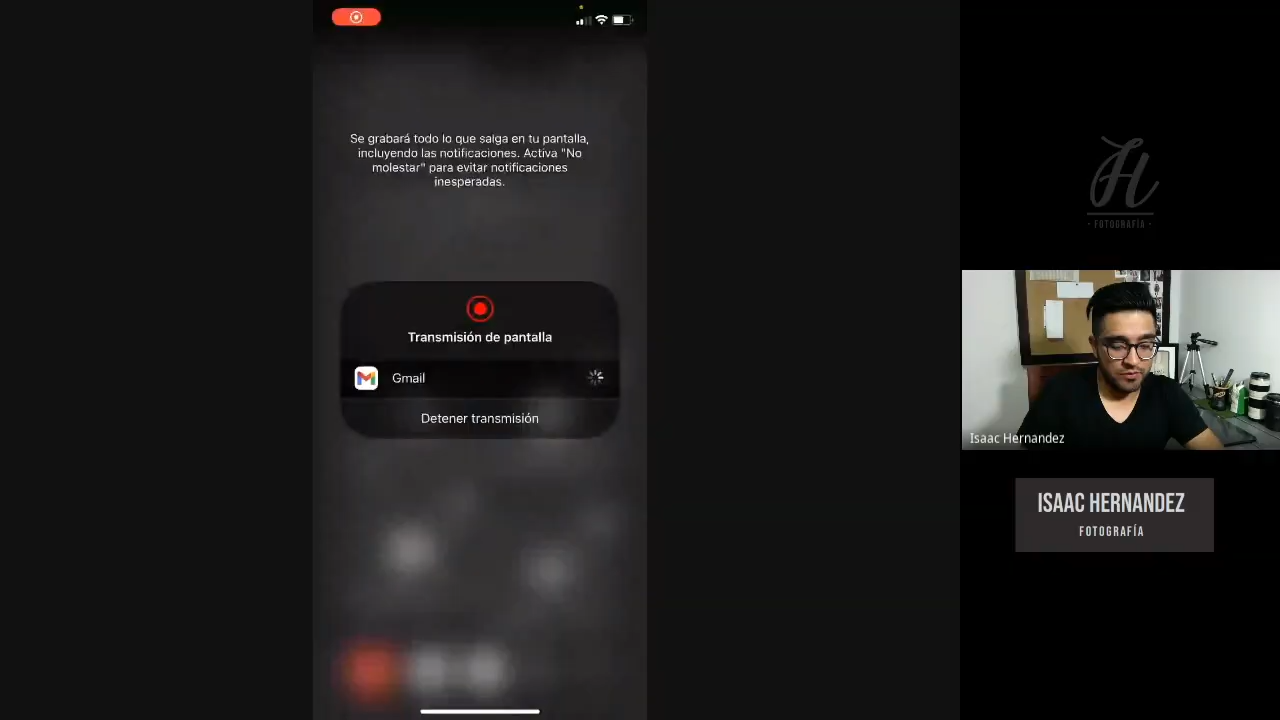 Se grabará todo lo que salga en tu pantalla,
incluyendo las notificaciones. Activa "No
molestar" para evitar notificaciones
inesperadas.
Transmisión de pantalla
Gmail
Detener transmisión
H
· FOTOGRAFÍA ·
Isaac Hernandez
ISAAC HERNANDEZ
FOTOGRAFÍA